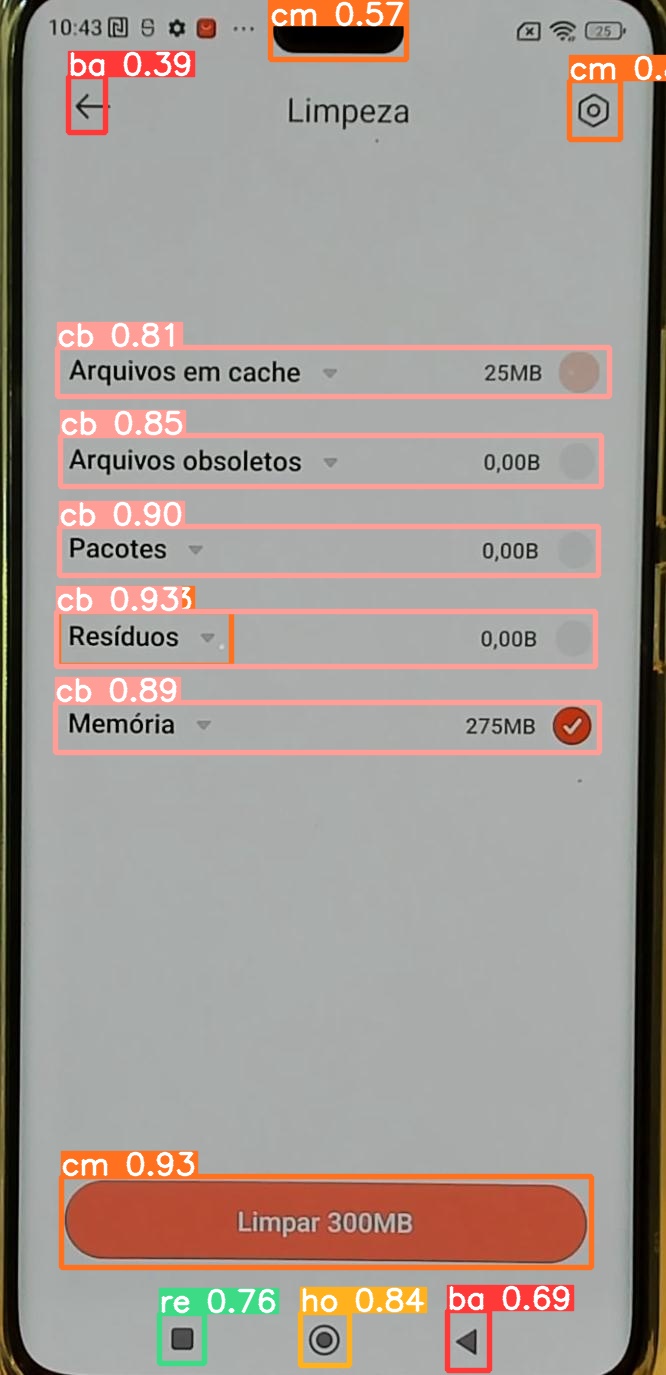 cm 0.57
10:43 ... 25
ba 0.39
cm 0.
Limpeza
cb 0.81
Arquivos em cache 25MB
cb 0.85
Arquivos obsoletos 0,00B
cb 0.90
Pacotes 0,00B
cb 0.93
Resíduos 0,00B
cb 0.89
Memória 275MB
cm 0.93
Limpar 300MB
re 0.76 ho 0.84 ba 0.69